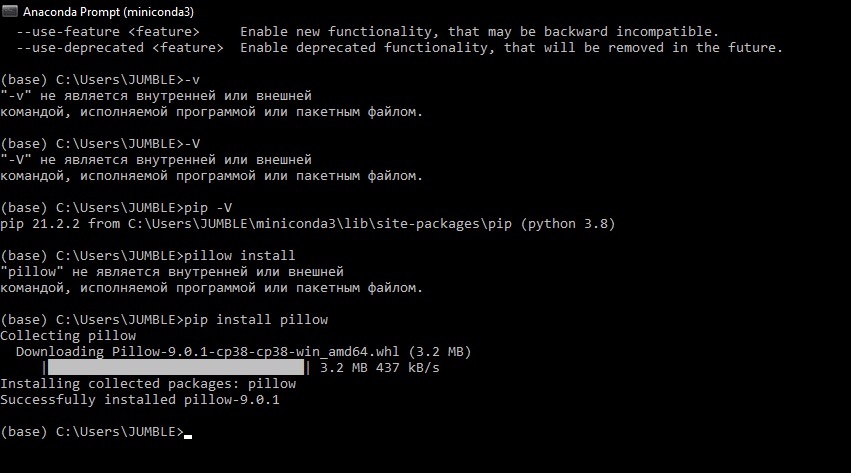 Anaconda Prompt (miniconda3)
--use-feature <feature>     Enable new functionality, that may be backward incompatible.
--use-deprecated <feature>  Enable deprecated functionality, that will be removed in the future.
(base) C:\Users\JUMBLE>-v
"-v" не является внутренней или внешней
командой, исполняемой программой или пакетным файлом.
(base) C:\Users\JUMBLE>-V
"-V" не является внутренней или внешней
командой, исполняемой программой или пакетным файлом.
(base) C:\Users\JUMBLE>pip -V
pip 21.2.2 from C:\Users\JUMBLE\miniconda3\lib\site-packages\pip (python 3.8)
(base) C:\Users\JUMBLE>pillow install
"pillow" не является внутренней или внешней
командой, исполняемой программой или пакетным файлом.
(base) C:\Users\JUMBLE>pip install pillow
Collecting pillow
Downloading Pillow-9.0.1-cp38-cp38-win_amd64.whl (3.2 MB)
|████████████████████████████████| 3.2 MB 437 kB/s
Installing collected packages: pillow
Successfully installed pillow-9.0.1
(base) C:\Users\JUMBLE>